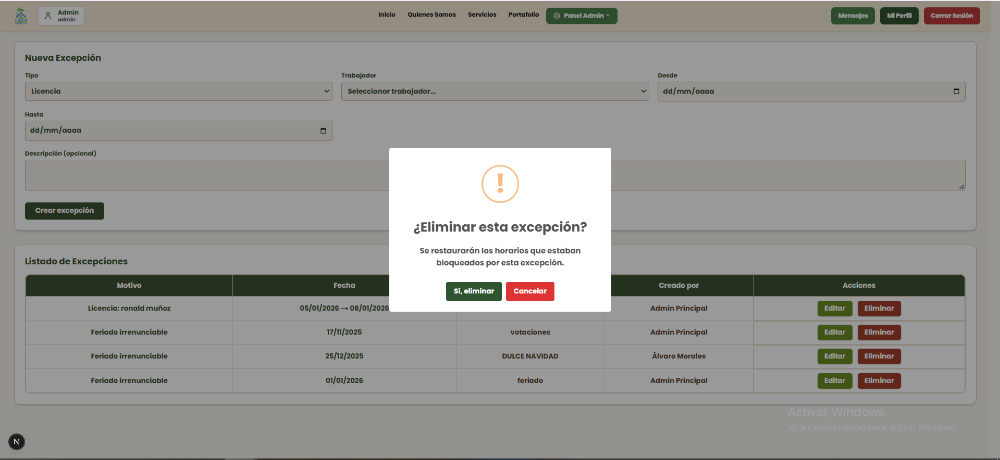 Admin
admin
Inicio
Quienes Somos
Servicios
Portafolio
Panel Admin
Mensajes
Mi Perfil
Cerrar Sesión
Nueva Excepción
Tipo
Trabajador
Desde
Licencia
Seleccionar trabajador...
dd/mm/aaaa
Hasta
dd/mm/aaaa
Descripción (opcional)
Crear excepción
!
¿Eliminar esta excepción?
Se restaurarán los horarios que estaban
bloqueados por esta excepción.
Sí, eliminar
Cancelar
Listado de Excepciones
Motivo
Fecha
Creado por
Acciones
Licencia: ronald muñoz
05/01/2026 → 08/01/2026
Admin Principal
Editar
Eliminar
Feriado irrenunciable
17/11/2025
votaciones
Admin Principal
Editar
Eliminar
Feriado irrenunciable
25/12/2025
DULCE NAVIDAD
Álvaro Morales
Editar
Eliminar
Feriado irrenunciable
01/01/2026
feriado
Admin Principal
Editar
Eliminar
Activar Windows
Ve a Configuración para activar Windows.
N